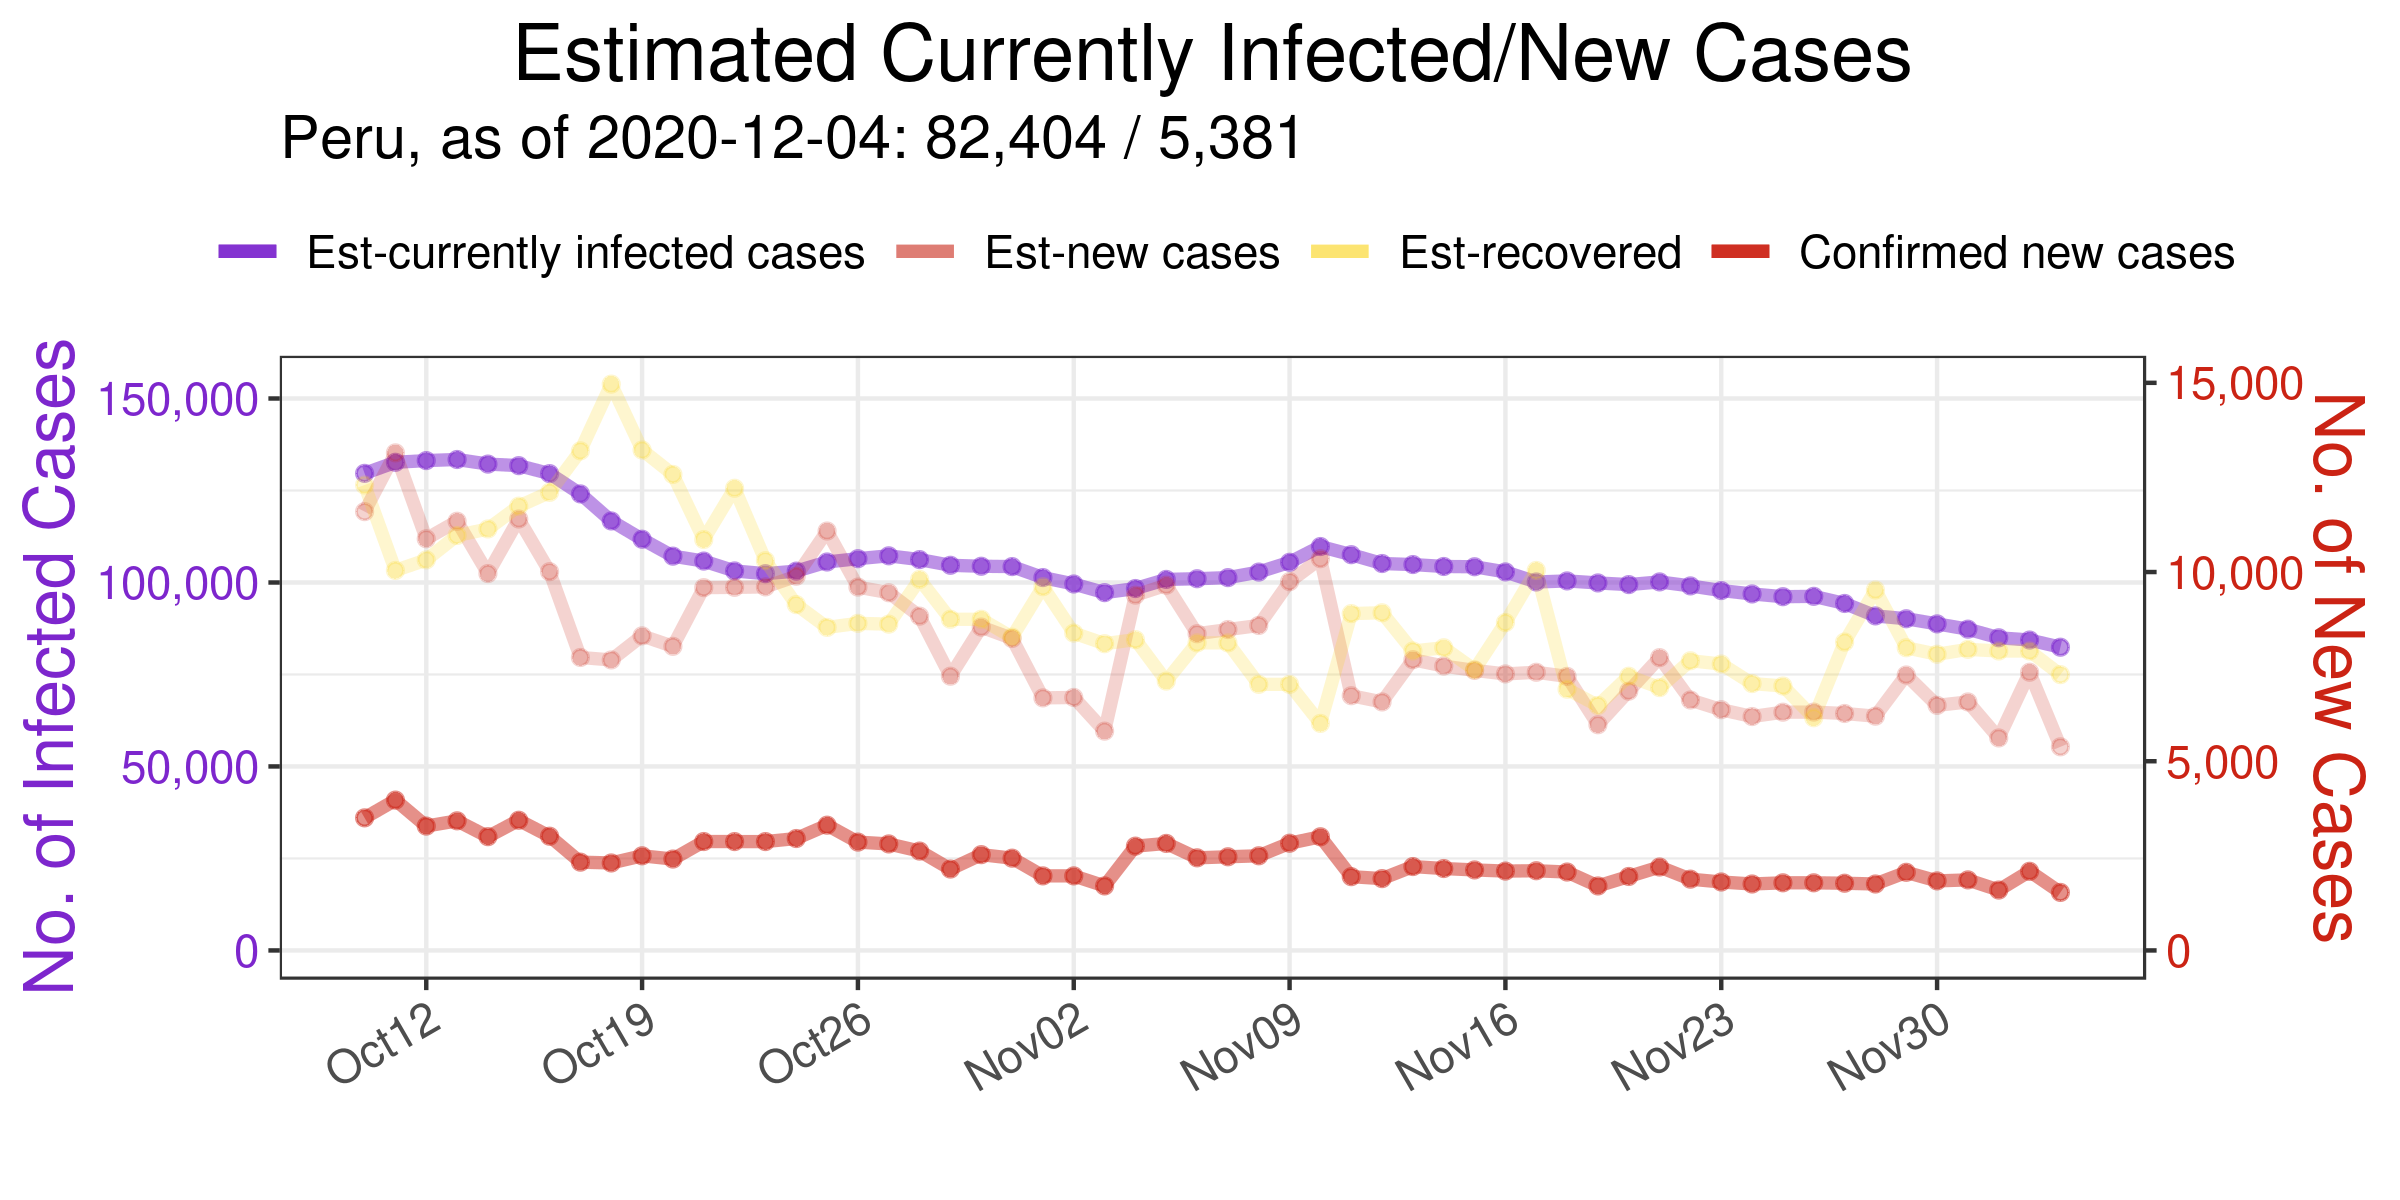 Estimated Currently Infected/New Cases
Peru, as of 2020-12-04: 82,404 / 5,381
Est-currently infected cases
Est-new cases
Est-recovered
Confirmed new cases
No. of Infected Cases
150,000
100,000
50,000
0
15,000
10,000
5,000
0
No. of New Cases
Oct12
Oct19
Oct26
Nov02
Nov09
Nov16
Nov23
Nov30